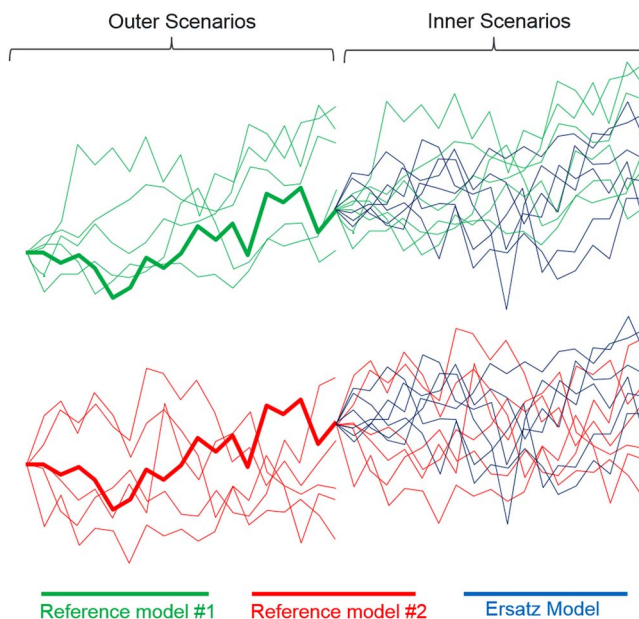 Outer Scenarios
Inner Scenarios
Reference model #1
Reference model #2
Ersatz Model